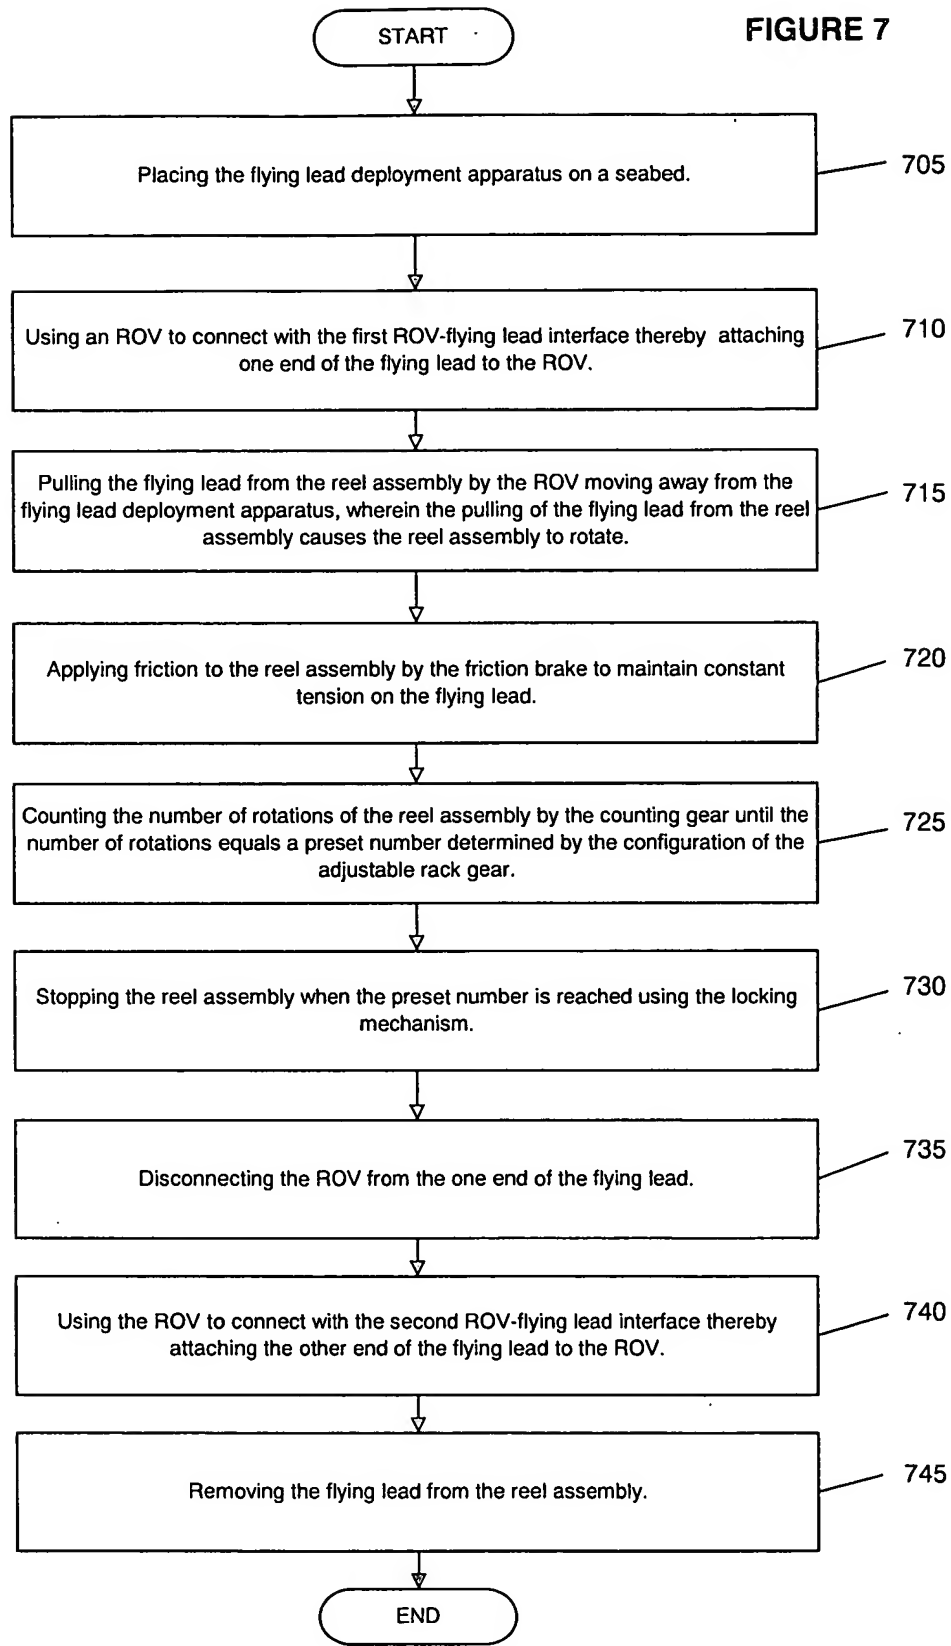 FIGURE 7
START
Placing the flying lead deployment apparatus on a seabed.
705
Using an ROV to connect with the first ROV-flying lead interface thereby attaching
one end of the flying lead to the ROV.
710
Pulling the flying lead from the reel assembly by the ROV moving away from the
flying lead deployment apparatus, wherein the pulling of the flying lead from the reel
assembly causes the reel assembly to rotate.
715
Applying friction to the reel assembly by the friction brake to maintain constant
tension on the flying lead.
720
Counting the number of rotations of the reel assembly by the counting gear until the
number of rotations equals a preset number determined by the configuration of the
adjustable rack gear.
725
Stopping the reel assembly when the preset number is reached using the locking
mechanism.
730
Disconnecting the ROV from the one end of the flying lead.
735
Using the ROV to connect with the second ROV-flying lead interface thereby
attaching the other end of the flying lead to the ROV.
740
Removing the flying lead from the reel assembly.
745
END